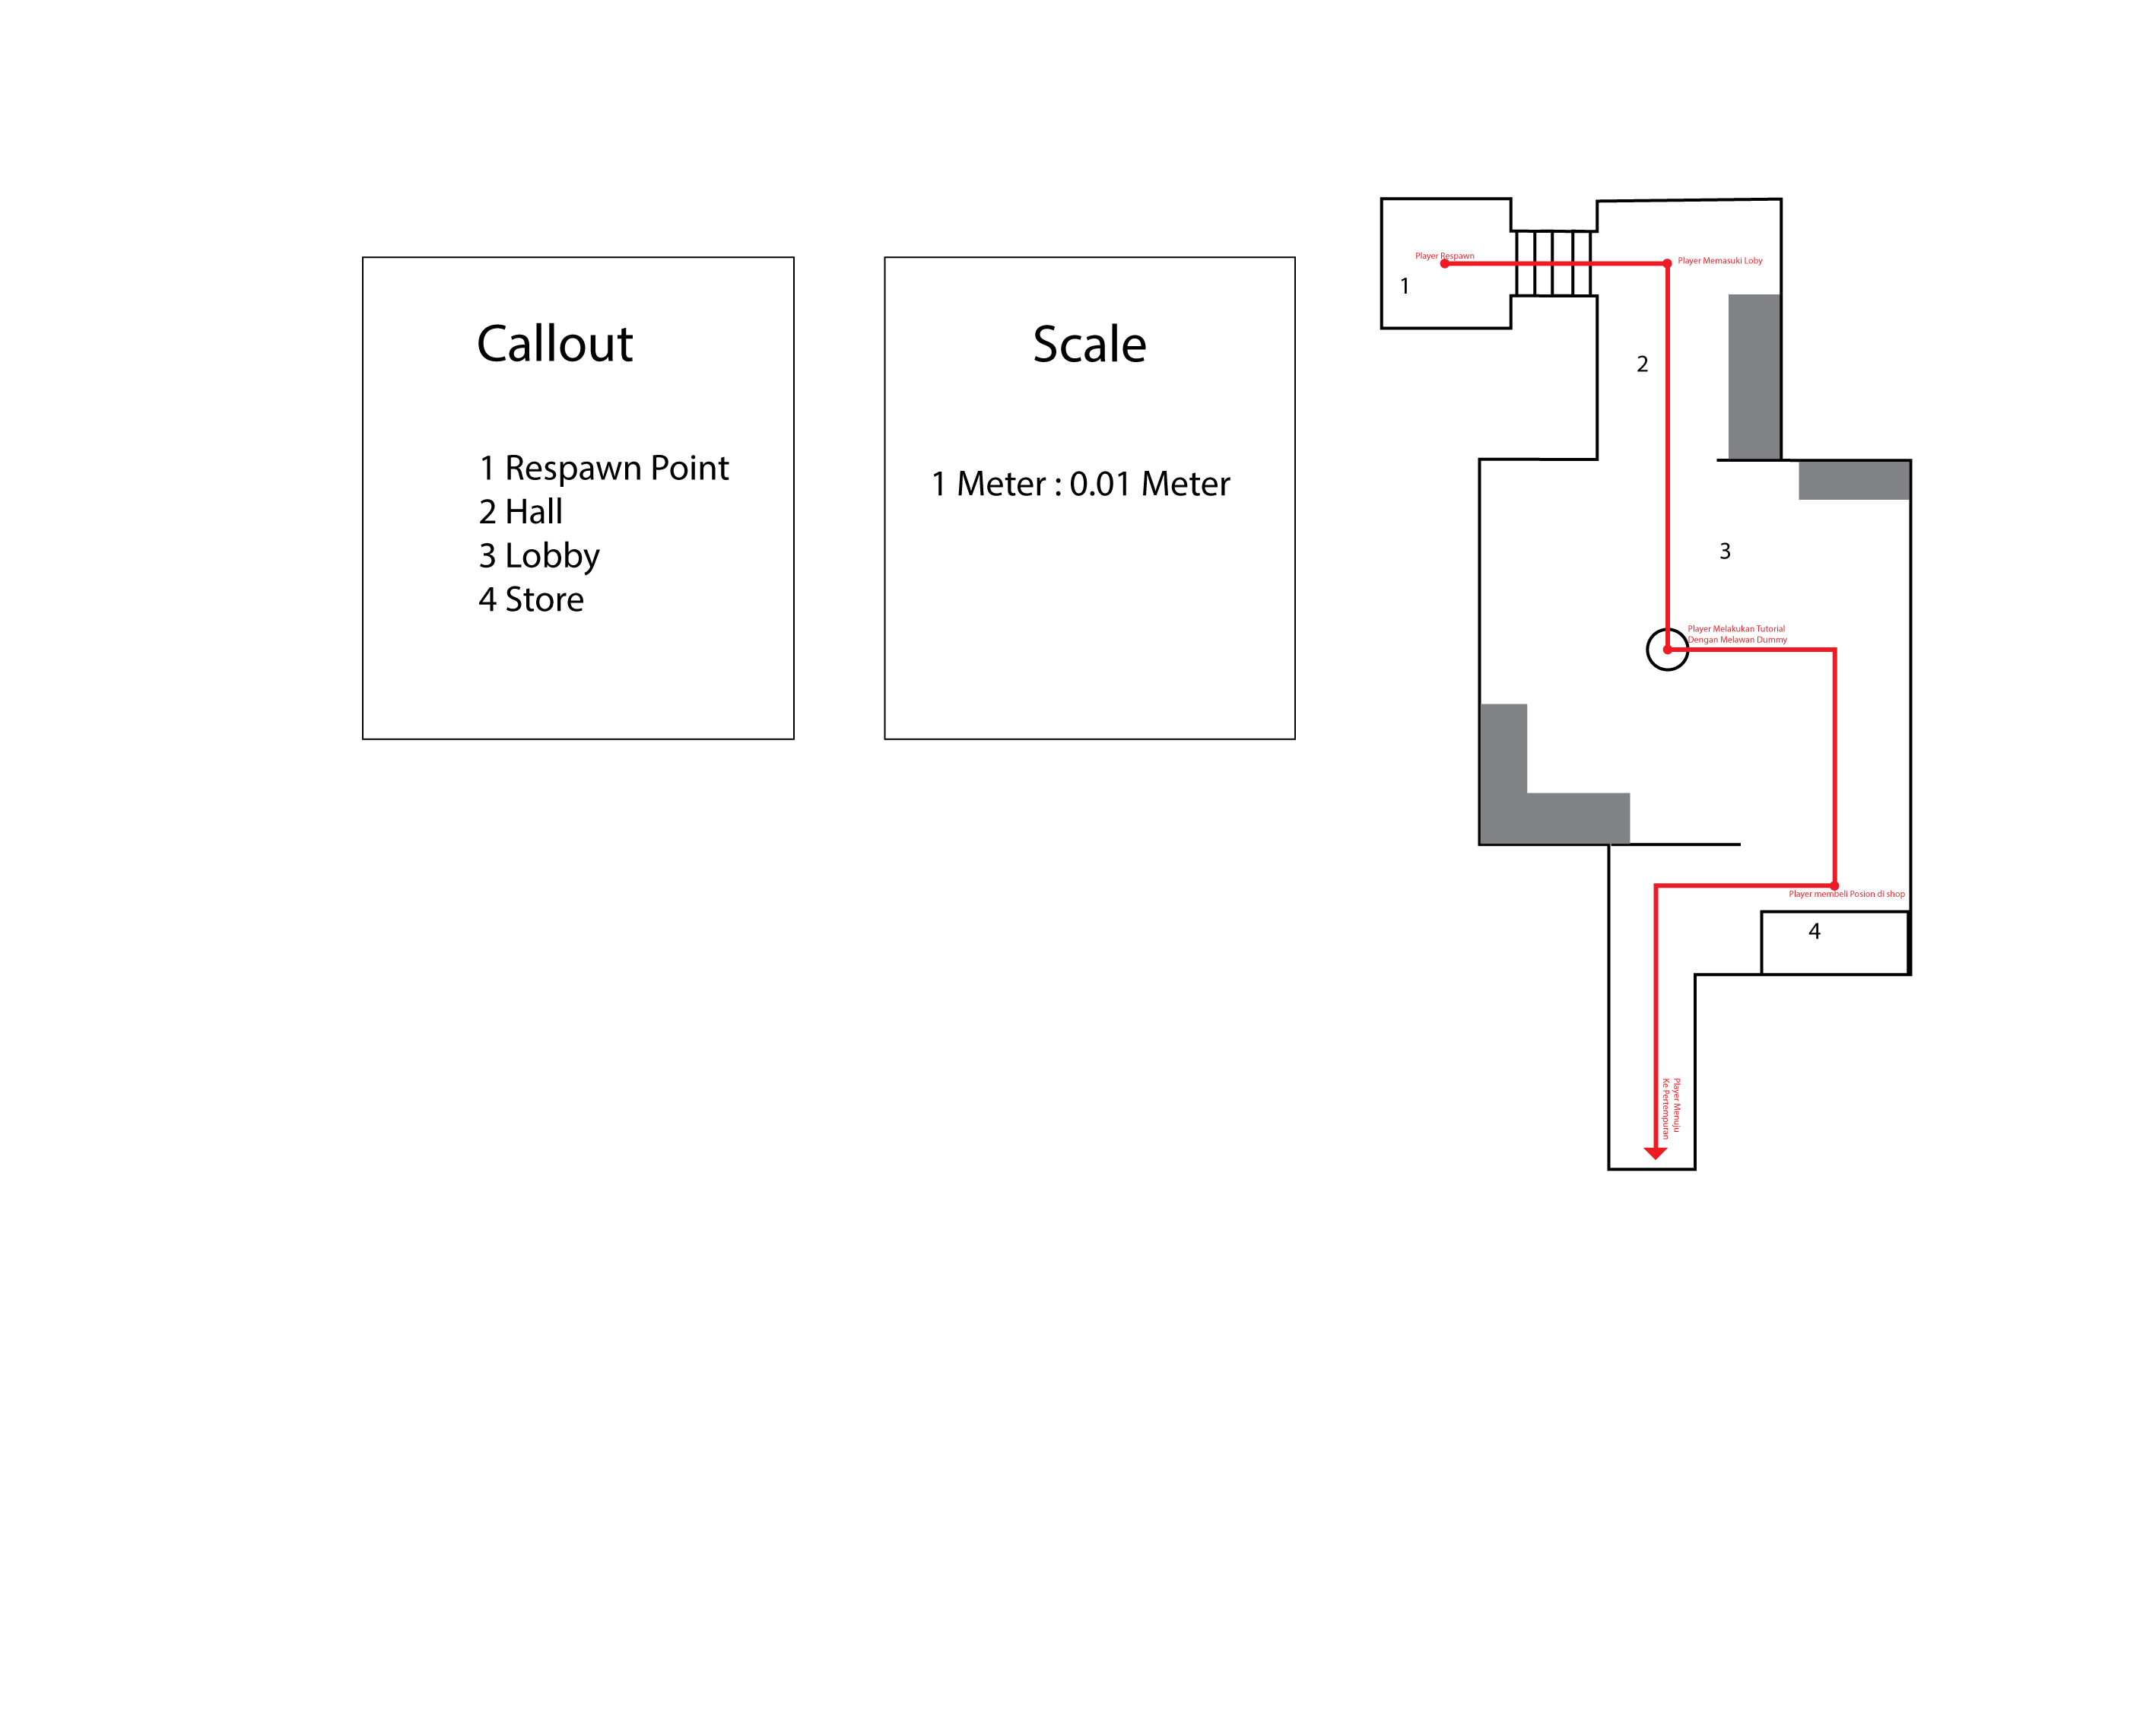 Callout
1 Respawn Point
2 Hall
3 Lobby
4 Store
Scale
1 Meter : 0.01 Meter
Player Respawn
1
Player Memasuki Loby
2
3
Player Melakukan Tutorial
Dengan Melawan Dummy
Player membeli Posion di shop
4
Player Menuju
Ke Pertempuran